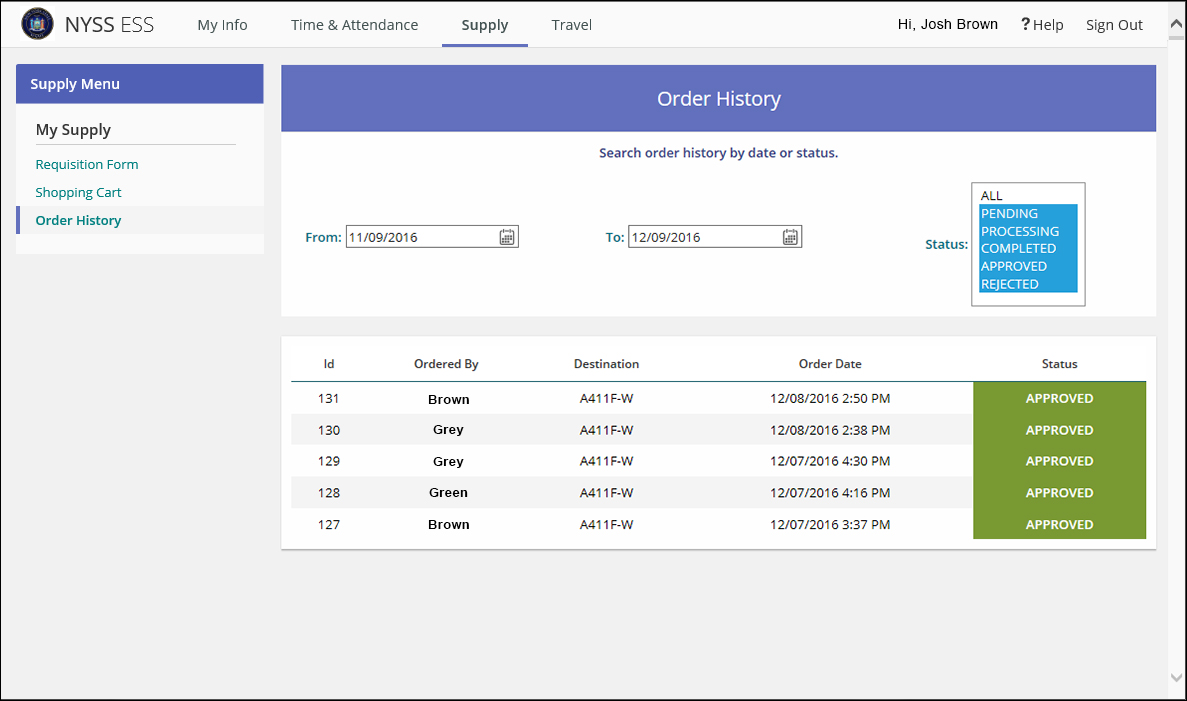 NYSS ESS My Info Time & Attendance Supply Travel Hi, Josh Brown ? Help Sign Out
Supply Menu
My Supply
Requisition Form
Shopping Cart
Order History
Order History
Search order history by date or status.
From: 11/09/2016 To: 12/09/2016 Status:
ALL
PENDING
PROCESSING
COMPLETED
APPROVED
REJECTED
Id Ordered By Destination Order Date Status
131 Brown A411F-W 12/08/2016 2:50 PM APPROVED
130 Grey A411F-W 12/08/2016 2:38 PM APPROVED
129 Grey A411F-W 12/07/2016 4:30 PM APPROVED
128 Green A411F-W 12/07/2016 4:16 PM APPROVED
127 Brown A411F-W 12/07/2016 3:37 PM APPROVED